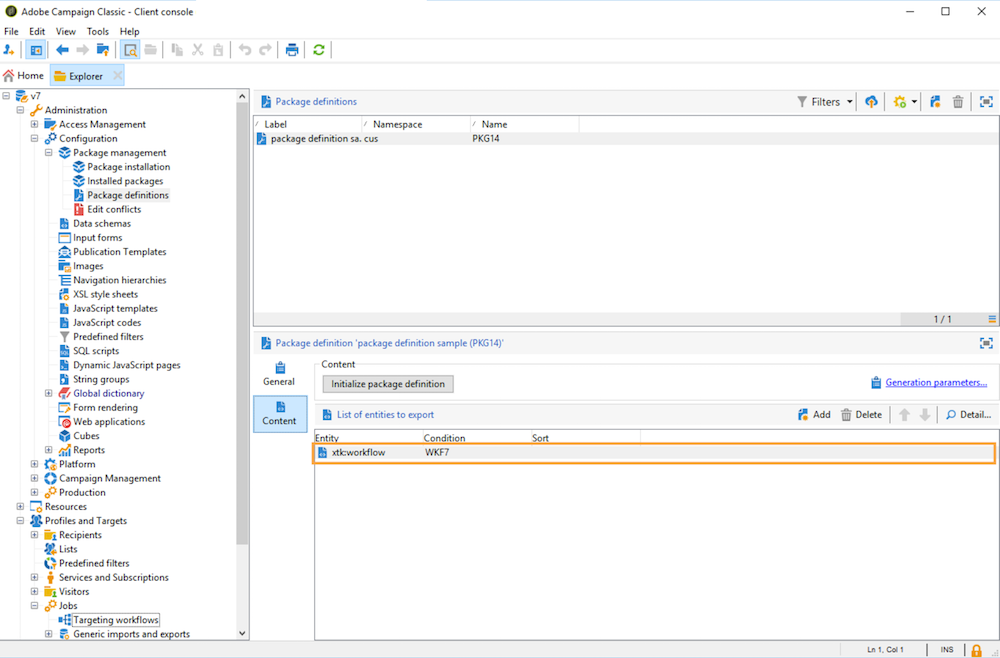 Adobe Campaign Classic - Client console
File Edit View Tools Help
Home Explorer
v7
Administration
Access Management
Configuration
Package management
Package installation
Installed packages
Package definitions
Edit conflicts
Data schemas
Input forms
Publication Templates
Images
Navigation hierarchies
XSL style sheets
JavaScript templates
JavaScript codes
Predefined filters
SQL scripts
Dynamic JavaScript pages
String groups
Global dictionary
Form rendering
Web applications
Cubes
Reports
Platform
Campaign Management
Production
Resources
Profiles and Targets
Recipients
Lists
Predefined filters
Services and Subscriptions
Visitors
Jobs
Targeting workflows
Generic imports and exports
Package definitions Filters
Label Namespace Name
package definition sa. cus PKG14
1 / 1
Package definition 'package definition sample (PKG14)'
General
Content
Content
Initialize package definition Generation parameters...
List of entities to export Add Delete Detail...
Entity Condition Sort
xtk:workflow WKF7
Ln 1, Col 1 INS